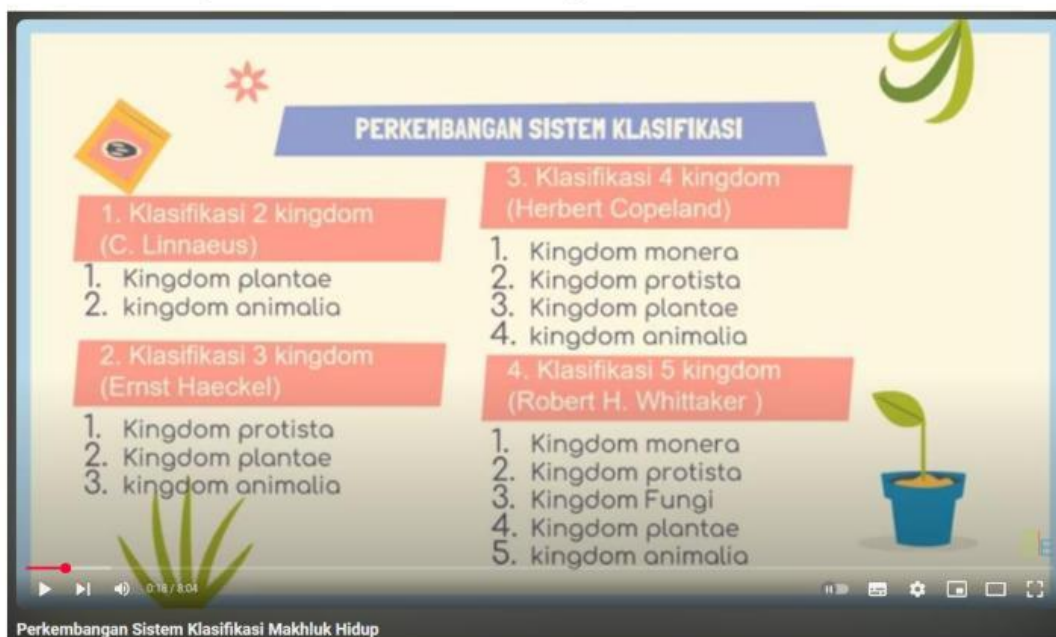 PERKEMBANGAN SISTEM KLASIFIKASI
1. Klasifikasi 2 kingdom
(C. Linnaeus)
1. Kingdom plantae
2. kingdom animalia
2. Klasifikasi 3 kingdom
(Ernst Haeckel)
1. Kingdom protista
2. Kingdom plantae
3. kingdom animalia
3. Klasifikasi 4 kingdom
(Herbert Copeland)
1. Kingdom monera
2. Kingdom protista
3. Kingdom plantae
4. kingdom animalia
4. Klasifikasi 5 kingdom
(Robert H. Whittaker )
1. Kingdom monera
2. Kingdom protista
3. Kingdom Fungi
4. Kingdom plantae
5. kingdom animalia
0:18 / 8:04
Perkembangan Sistem Klasifikasi Makhluk Hidup